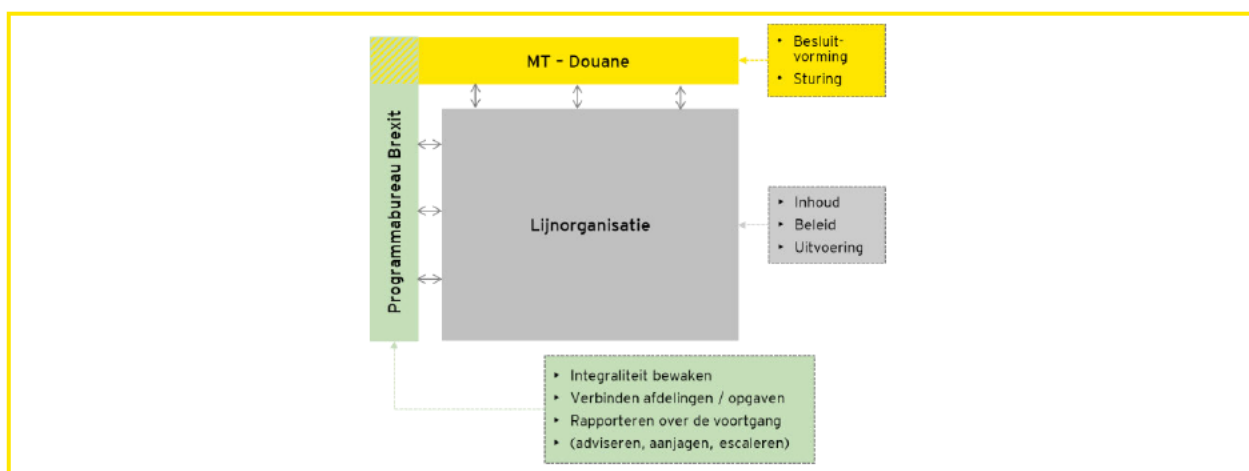 • Besluit-
vorming
• Sturing
MT – Douane
Programmabureau Brexit
Lijnorganisatie
‣ Inhoud
‣ Beleid
‣ Uitvoering
‣ Integraliteit bewaken
‣ Verbinden afdelingen / opgaven
‣ Rapporteren over de voortgang
‣ (adviseren, aanjagen, escaleren)